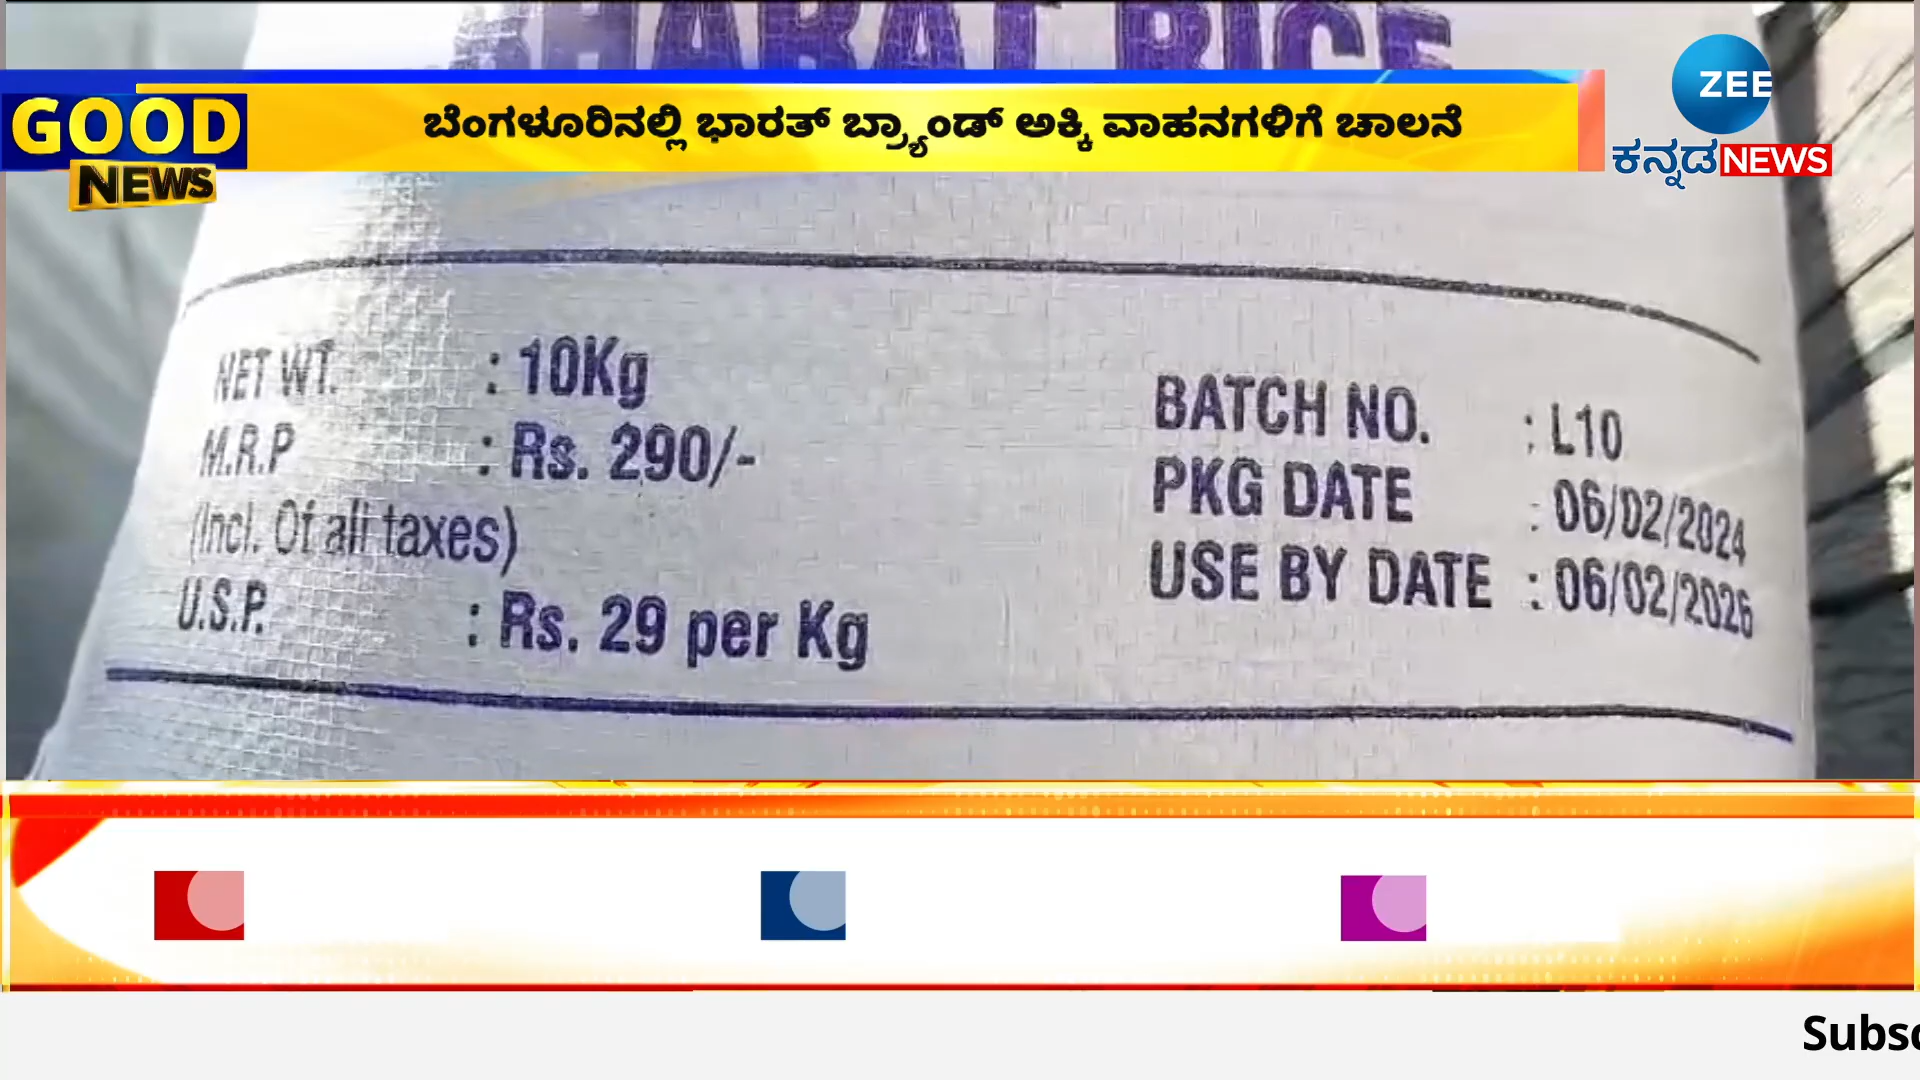 BHARAT RICE
GOOD
NEWS
ಬೆಂಗಳೂರಿನಲ್ಲಿ ಭಾರತ್ ಬ್ರ್ಯಾಂಡ್ ಅಕ್ಕಿ ವಾಹನಗಳಿಗೆ ಚಾಲನೆ
ZEE
ಕನ್ನಡ NEWS
NET WT. : 10Kg
M.R.P : Rs. 290/-
(Incl. Of all taxes)
U.S.P. : Rs. 29 per Kg
BATCH NO. : L10
PKG DATE : 06/02/2024
USE BY DATE : 06/02/2026
Subsc